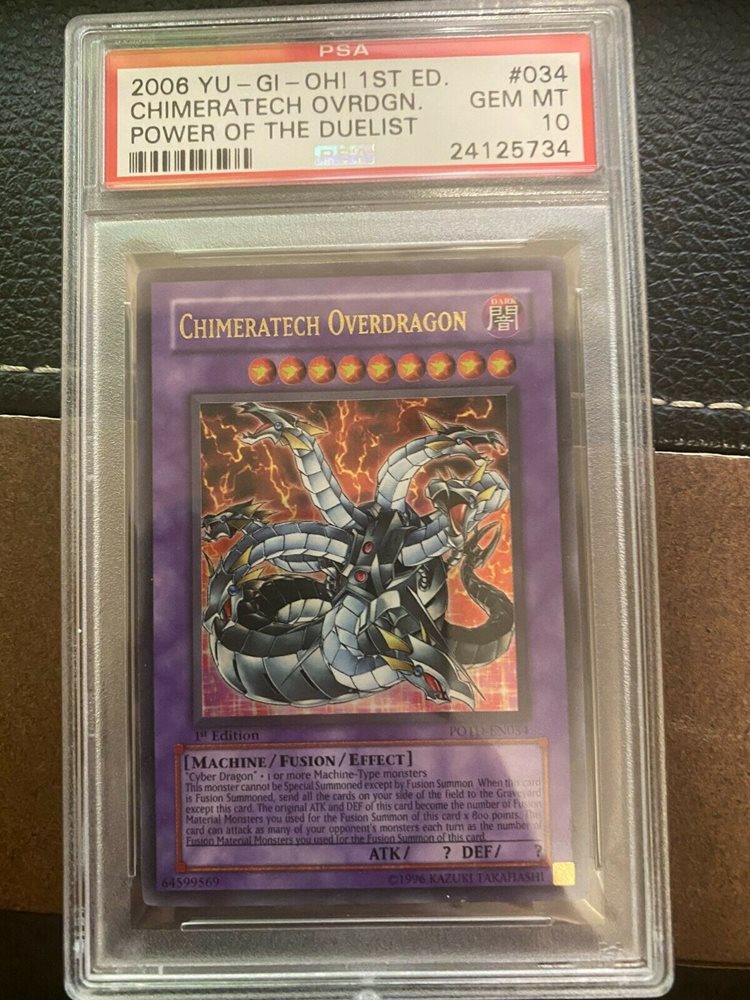 PSA
2006 YU-GI-OH! 1ST ED. #034
CHIMERATECH OVRDGN. GEM MT
POWER OF THE DUELIST 10
PSA 24125734
CHIMERATECH OVERDRAGON
DARK
闇
1st Edition POTD-EN034
[MACHINE/FUSION/EFFECT]
"Cyber Dragon" + 1 or more Machine-Type monsters
This monster cannot be Special Summoned except by Fusion Summon. When this card
is Fusion Summoned, send all the cards on your side of the field to the Graveyard
except this card. The original ATK and DEF of this card become the number of Fusion
Material Monsters you used for the Fusion Summon of this card x 800 points. This
card can attack as many of your opponent's monsters each turn as the number of
Fusion Material Monsters you used for the Fusion Summon of this card.
ATK/ ? DEF/ ?
64599569 ©1996 KAZUKI TAKAHASHI